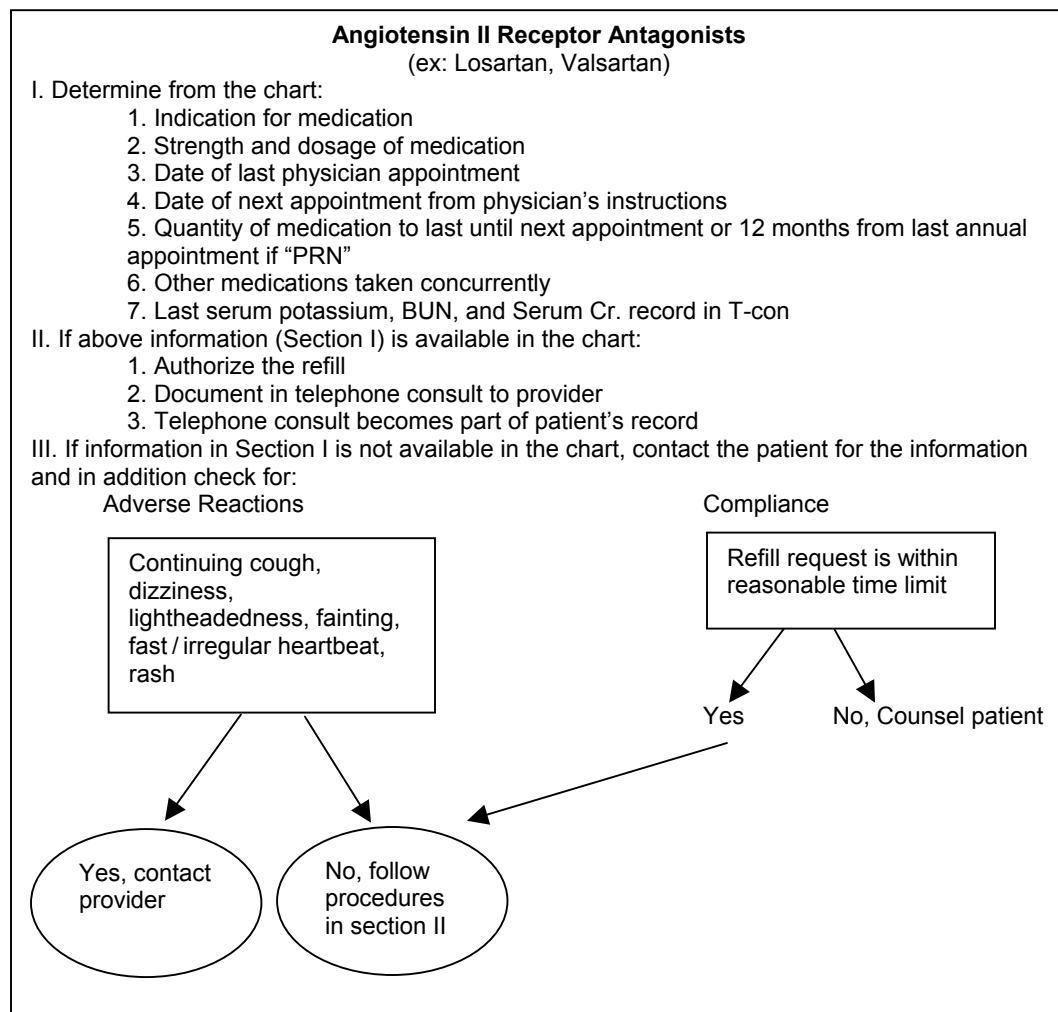 Angiotensin II Receptor Antagonists
(ex: Losartan, Valsartan)
I. Determine from the chart:
1. Indication for medication
2. Strength and dosage of medication
3. Date of last physician appointment
4. Date of next appointment from physician’s instructions
5. Quantity of medication to last until next appointment or 12 months from last annual
appointment if “PRN”
6. Other medications taken concurrently
7. Last serum potassium, BUN, and Serum Cr. record in T-con
II. If above information (Section I) is available in the chart:
1. Authorize the refill
2. Document in telephone consult to provider
3. Telephone consult becomes part of patient’s record
III. If information in Section I is not available in the chart, contact the patient for the information
and in addition check for:
Adverse Reactions
Continuing cough,
dizziness,
lightheadedness, fainting,
fast / irregular heartbeat,
rash
Compliance
Refill request is within
reasonable time limit
Yes
No, Counsel patient
Yes, contact
provider
No, follow
procedures
in section II